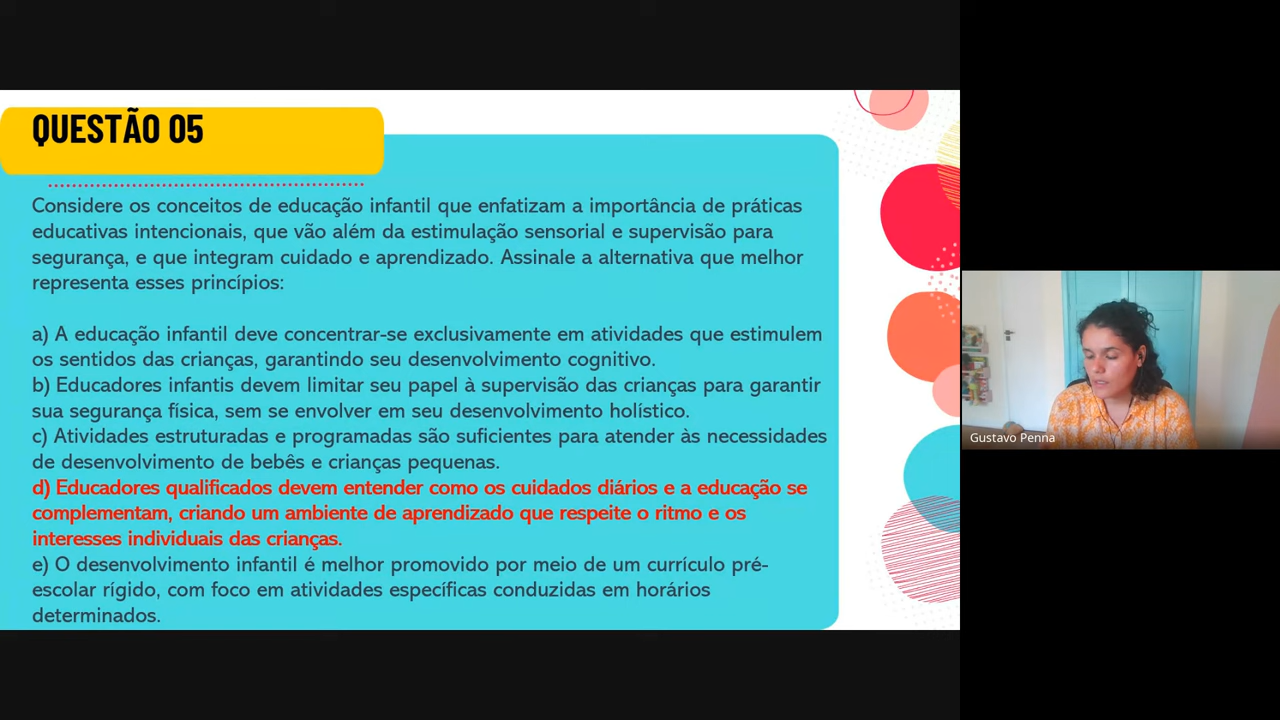 QUESTÃO 05
Considere os conceitos de educação infantil que enfatizam a importância de práticas
educativas intencionais, que vão além da estimulação sensorial e supervisão para
segurança, e que integram cuidado e aprendizado. Assinale a alternativa que melhor
representa esses princípios:
a) A educação infantil deve concentrar-se exclusivamente em atividades que estimulem
os sentidos das crianças, garantindo seu desenvolvimento cognitivo.
b) Educadores infantis devem limitar seu papel à supervisão das crianças para garantir
sua segurança física, sem se envolver em seu desenvolvimento holístico.
c) Atividades estruturadas e programadas são suficientes para atender às necessidades
de desenvolvimento de bebês e crianças pequenas.
d) Educadores qualificados devem entender como os cuidados diários e a educação se
complementam, criando um ambiente de aprendizado que respeite o ritmo e os
interesses individuais das crianças.
e) O desenvolvimento infantil é melhor promovido por meio de um currículo pré-
escolar rígido, com foco em atividades específicas conduzidas em horários
determinados.
Gustavo Penna